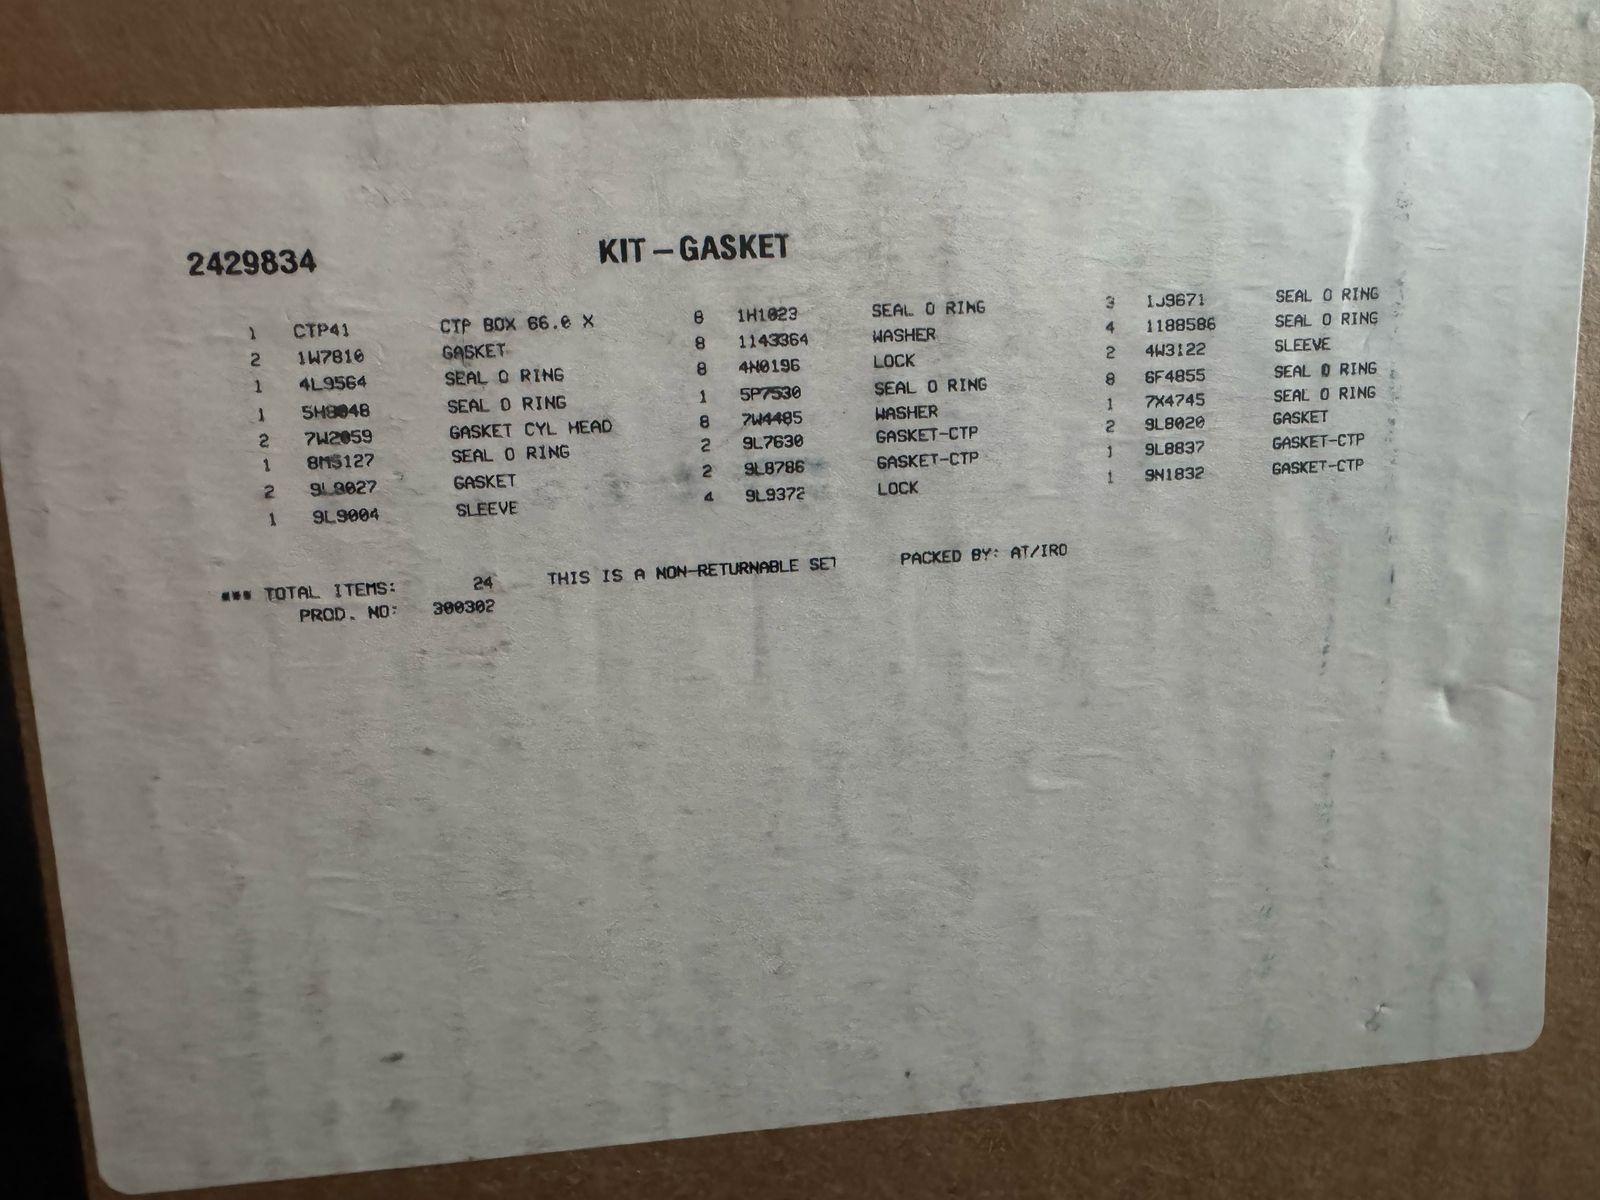 2429834 KIT-GASKET
1 CTP41 CTP BOX 66.0 X 8 1H1023 SEAL O RING 3 1J9671 SEAL O RING
2 1W7810 GASKET 8 1143364 WASHER 4 1188586 SEAL O RING
1 4L9564 SEAL O RING 8 4N0196 LOCK 2 4W3122 SLEEVE
1 5H8048 SEAL O RING 1 5P7530 SEAL O RING 8 6F4855 SEAL O RING
2 7W2059 GASKET CYL HEAD 8 7W4485 WASHER 1 7X4745 SEAL O RING
1 8M5127 SEAL O RING 2 9L7630 GASKET-CTP 2 9L8020 GASKET
2 GASKET 2 9L8786 GASKET-CTP 1 9L8837 GASKET-CTP
1 9L9004 SLEEVE 4 9L9372 LOCK 1 9N1832 GASKET-CTP
*** TOTAL ITEMS: 24 THIS IS A NON-RETURNABLE SET PACKED BY: AT/IRO
PROD. NO: 300302